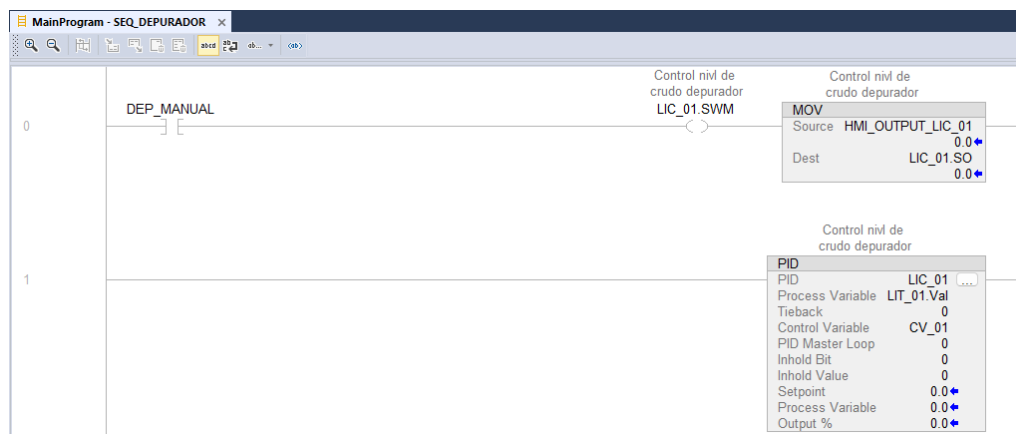 MainProgram - SEQ_DEPURADOR ×
abcd ab.. <ab>
Control nivl de
crudo depurador
Control nivl de
crudo depurador
DEP_MANUAL
LIC_01.SWM
MOV
0
Source HMI_OUTPUT_LIC_01
0.0
Dest LIC_01.SO
0.0
Control nivl de
crudo depurador
PID
1
PID LIC_01 ...
Process Variable LIT_01.Val
Tieback 0
Control Variable CV_01
PID Master Loop 0
Inhold Bit 0
Inhold Value 0
Setpoint 0.0
Process Variable 0.0
Output % 0.0